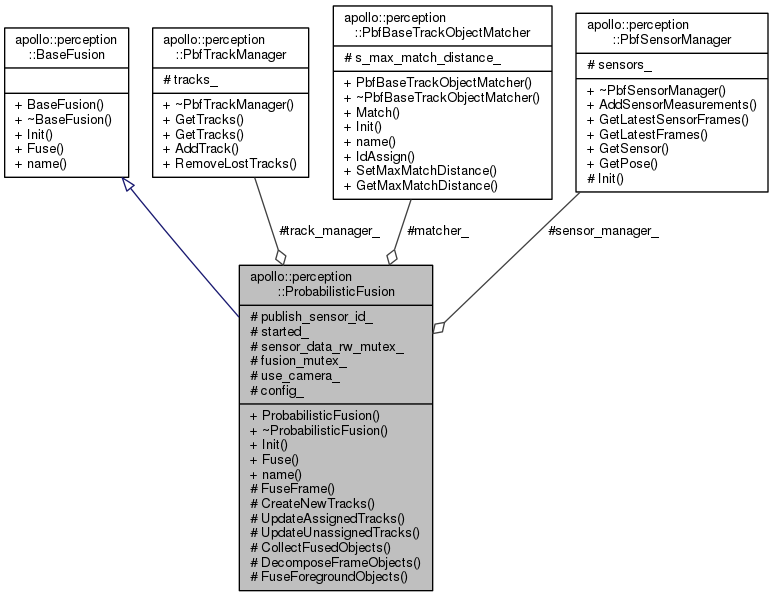 apollo::perception
::BaseFusion
+ BaseFusion()
+ ~BaseFusion()
+ Init()
+ Fuse()
+ name()
apollo::perception
::PbfTrackManager
# tracks_
+ ~PbfTrackManager()
+ GetTracks()
+ GetTracks()
+ AddTrack()
+ RemoveLostTracks()
apollo::perception
::PbfBaseTrackObjectMatcher
# s_max_match_distance_
+ PbfBaseTrackObjectMatcher()
+ ~PbfBaseTrackObjectMatcher()
+ Match()
+ Init()
+ name()
+ IdAssign()
+ SetMaxMatchDistance()
+ GetMaxMatchDistance()
apollo::perception
::PbfSensorManager
# sensors_
+ ~PbfSensorManager()
+ AddSensorMeasurements()
+ GetLatestSensorFrames()
+ GetLatestFrames()
+ GetSensor()
+ GetPose()
# Init()
#track_manager_
#matcher_
#sensor_manager_
apollo::perception
::ProbabilisticFusion
# publish_sensor_id_
# started_
# sensor_data_rw_mutex_
# fusion_mutex_
# use_camera_
# config_
+ ProbabilisticFusion()
+ ~ProbabilisticFusion()
+ Init()
+ Fuse()
+ name()
# FuseFrame()
# CreateNewTracks()
# UpdateAssignedTracks()
# UpdateUnassignedTracks()
# CollectFusedObjects()
# DecomposeFrameObjects()
# FuseForegroundObjects()